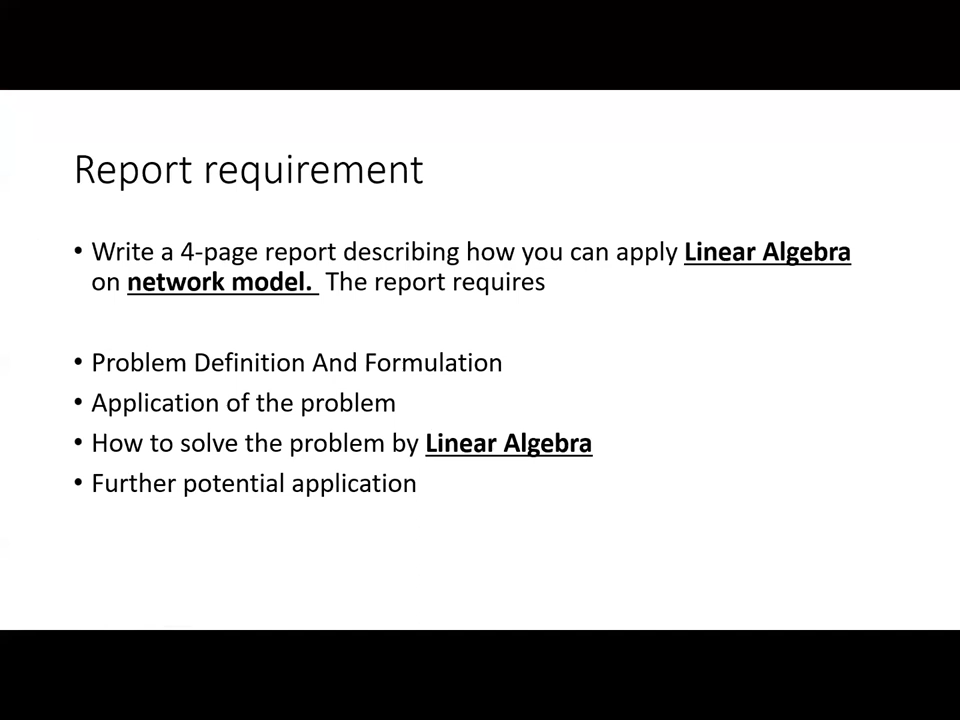 Report requirement
• Write a 4-page report describing how you can apply Linear Algebra
on network model. The report requires
• Problem Definition And Formulation
• Application of the problem
• How to solve the problem by Linear Algebra
• Further potential application